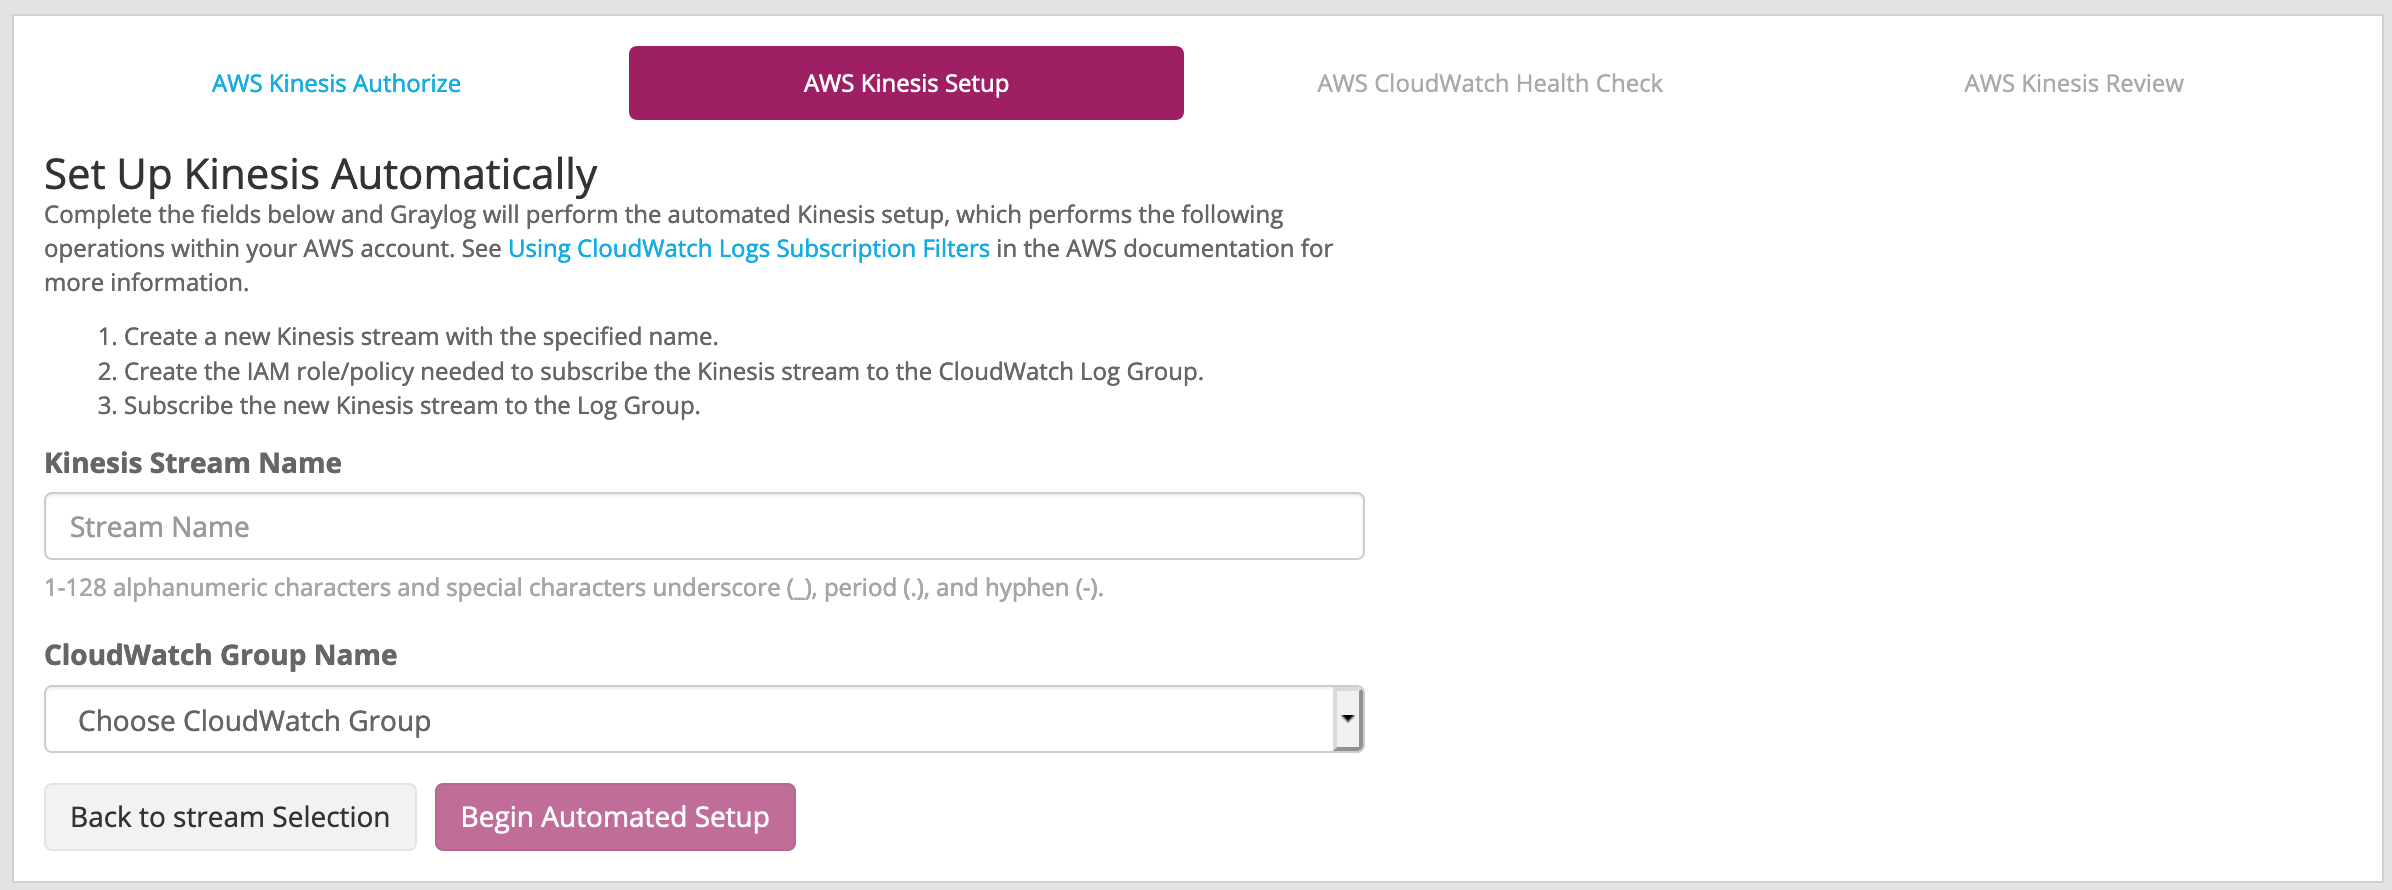 AWS Kinesis Authorize
AWS Kinesis Setup
AWS CloudWatch Health Check
AWS Kinesis Review
Set Up Kinesis Automatically
Complete the fields below and Graylog will perform the automated Kinesis setup, which performs the following
operations within your AWS account. See Using CloudWatch Logs Subscription Filters in the AWS documentation for
more information.
1. Create a new Kinesis stream with the specified name.
2. Create the IAM role/policy needed to subscribe the Kinesis stream to the CloudWatch Log Group.
3. Subscribe the new Kinesis stream to the Log Group.
Kinesis Stream Name
Stream Name
1-128 alphanumeric characters and special characters underscore (_), period (.), and hyphen (-).
CloudWatch Group Name
Choose CloudWatch Group
Back to stream Selection
Begin Automated Setup